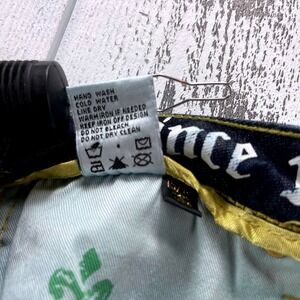 HAND WASH
COLD WATER
LINE DRY
WARM IRON IF NEEDED
KEEP IRON OFF DESIGN
DO NOT BLEACH
DO NOT DRY CLEAN
ince